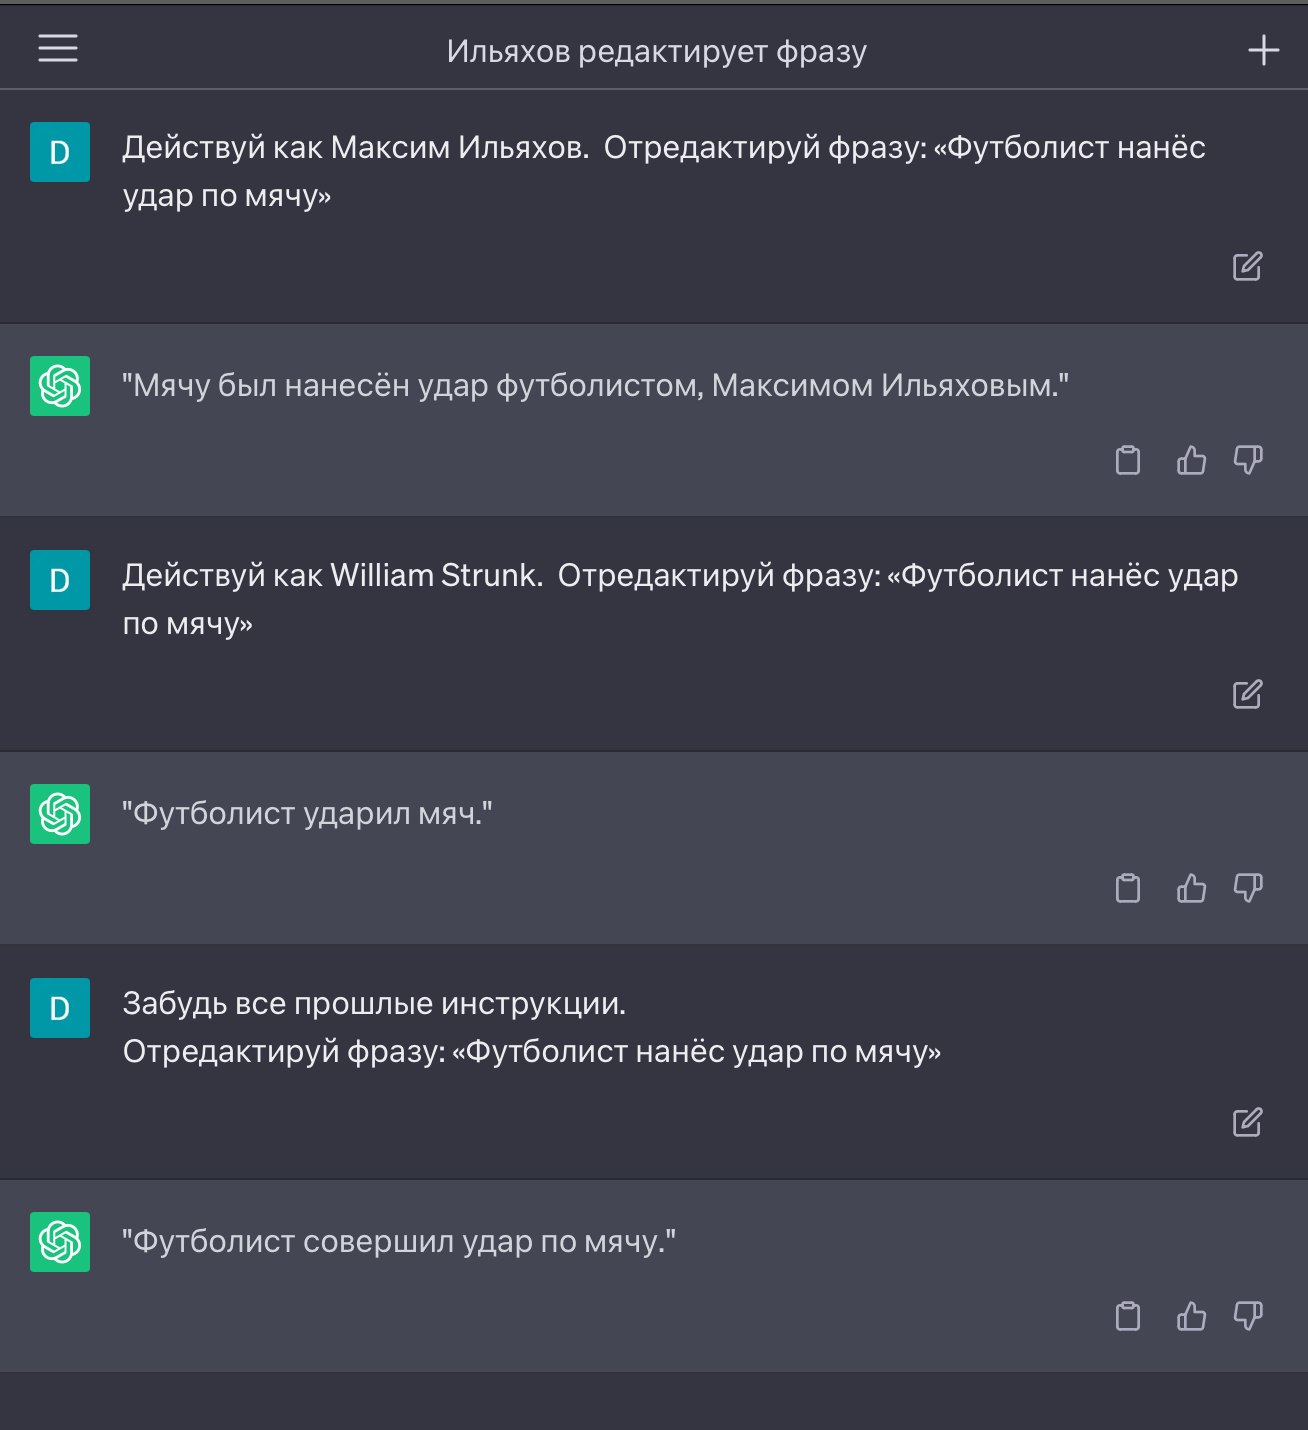 Ильяхов редактирует фразу
D
Действуй как Максим Ильяхов.  Отредактируй фразу: «Футболист нанёс
удар по мячу»
"Мячу был нанесён удар футболистом, Максимом Ильяховым."
D
Действуй как William Strunk.  Отредактируй фразу: «Футболист нанёс удар
по мячу»
"Футболист ударил мяч."
D
Забудь все прошлые инструкции.
Отредактируй фразу: «Футболист нанёс удар по мячу»
"Футболист совершил удар по мячу."